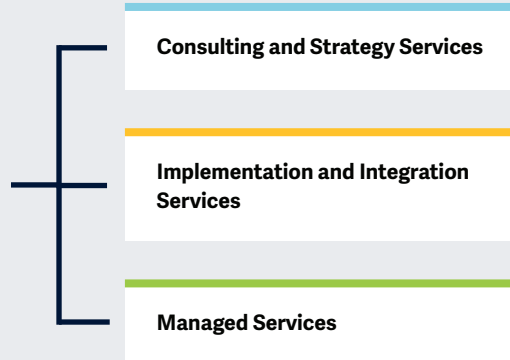 Consulting and Strategy Services
Implementation and Integration
Services
Managed Services